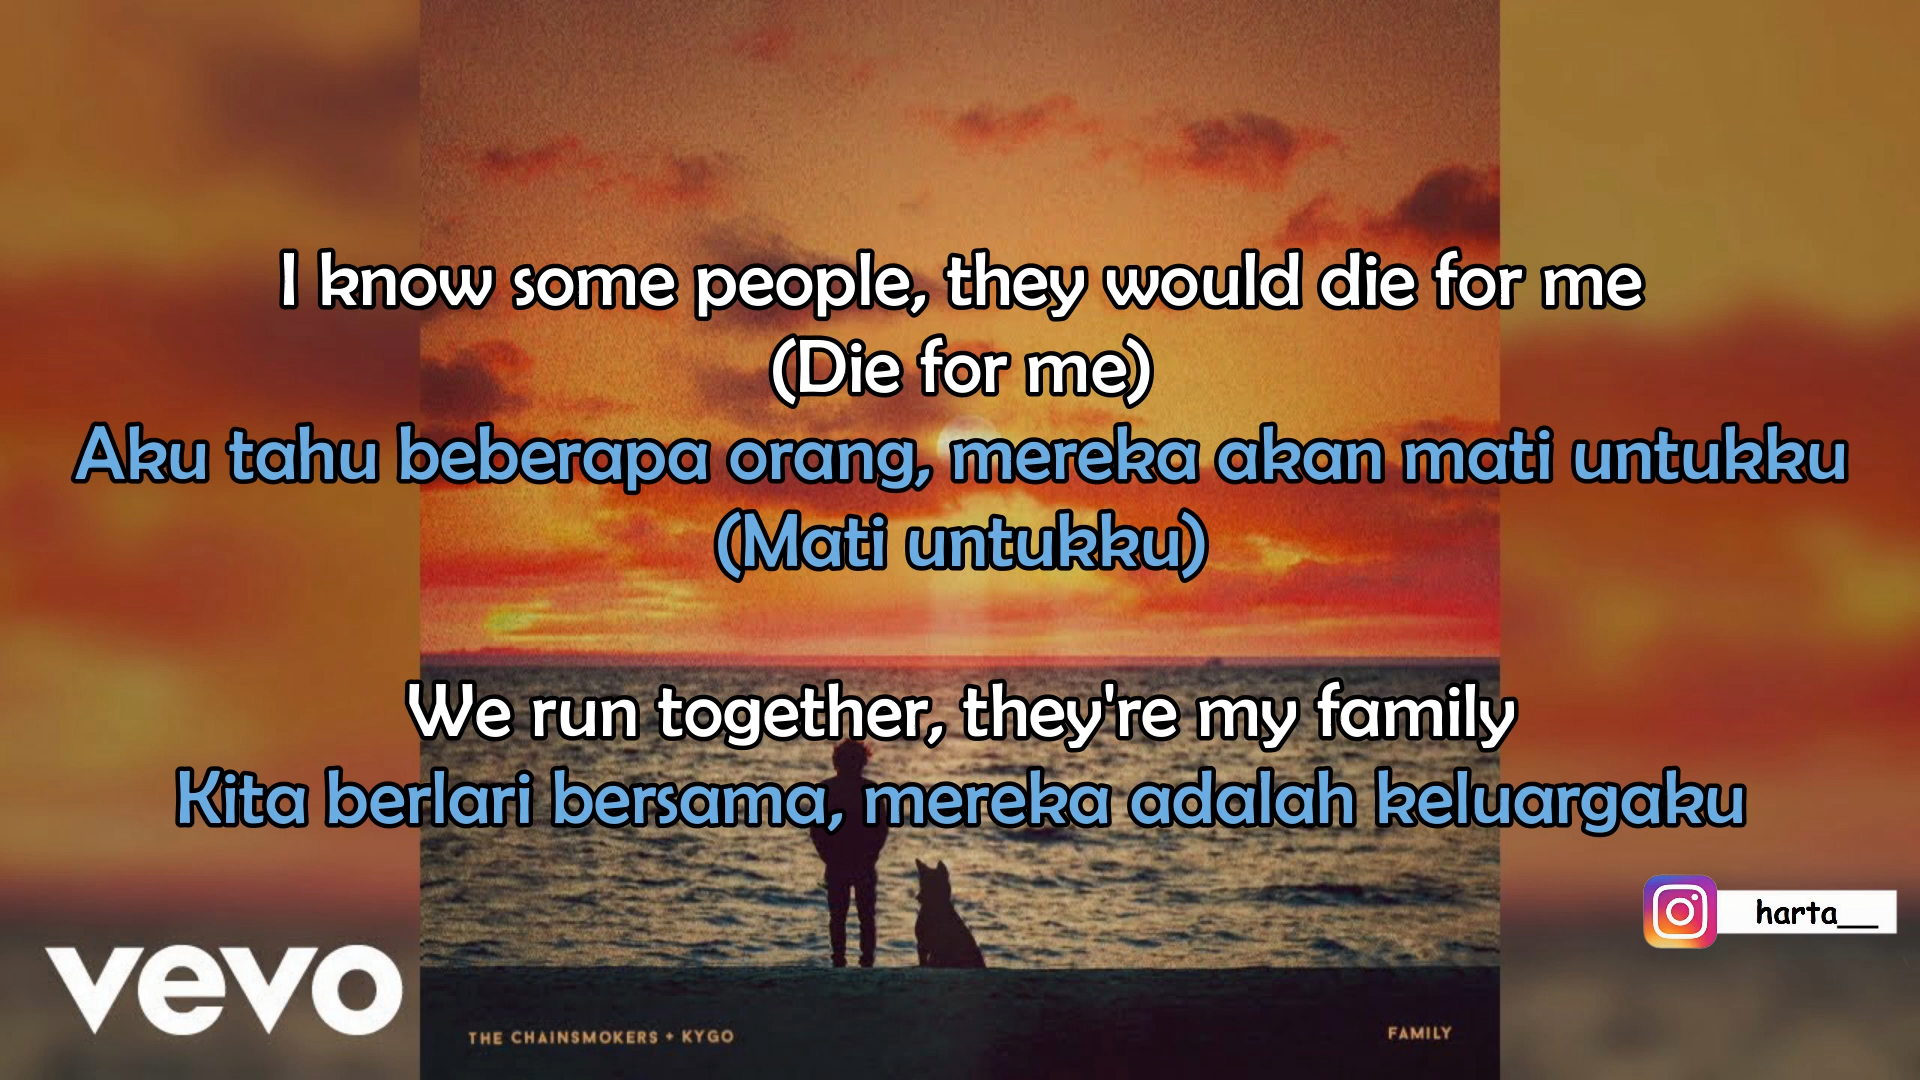 I know some people, they would die for me
(Die for me)
Aku tahu beberapa orang, mereka akan mati untukku
(Mati untukku)
We run together, they're my family
Kita berlari bersama, mereka adalah keluargaku
harta__
vevo
THE CHAINSMOKERS + KYGO
FAMILY